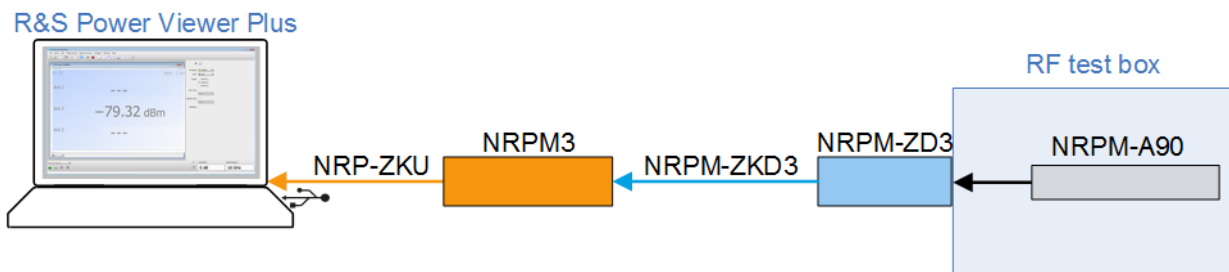 R&S Power Viewer Plus
RF test box
−79.32 dBm
NRP-ZKU
NRPM3
NRPM-ZKD3
NRPM-ZD3
NRPM-A90